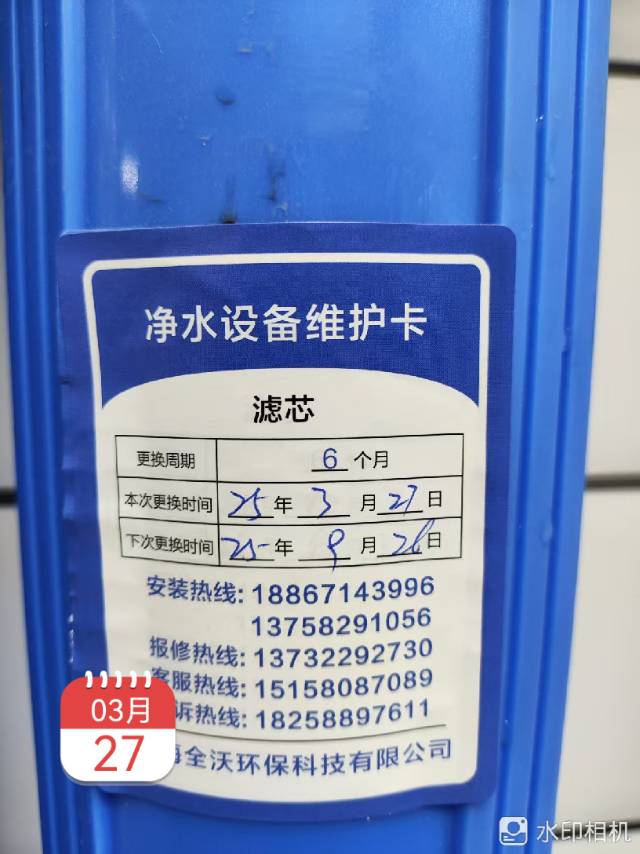 净水设备维护卡
滤芯
更换周期 6 个月
本次更换时间 25 年 3 月 27 日
下次更换时间 25 年 9 月 26 日
安装热线: 18867143996
13758291056
报修热线: 13732292730
客服热线: 15158087089
诉热线: 18258897611
海全沃环保科技有限公司
03月
27
水印相机